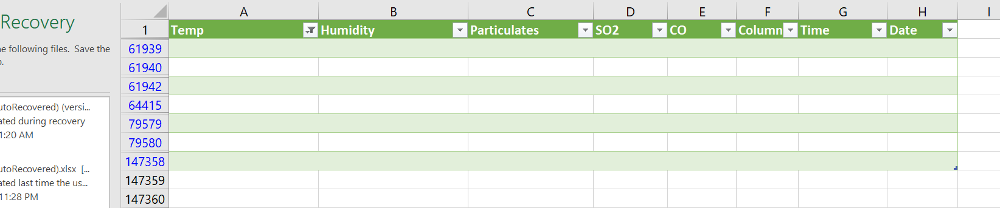 Recovery
ne following files. Save the
o.
utoRecovered) (versi...
ated during recovery
1:20 AM
utoRecovered).xlsx [...
ated last time the us...
11:28 PM
A B C D E F G H I
1 Temp Humidity Particulates SO2 CO Column Time Date
61939
61940
61942
64415
79579
79580
147358
147359
147360